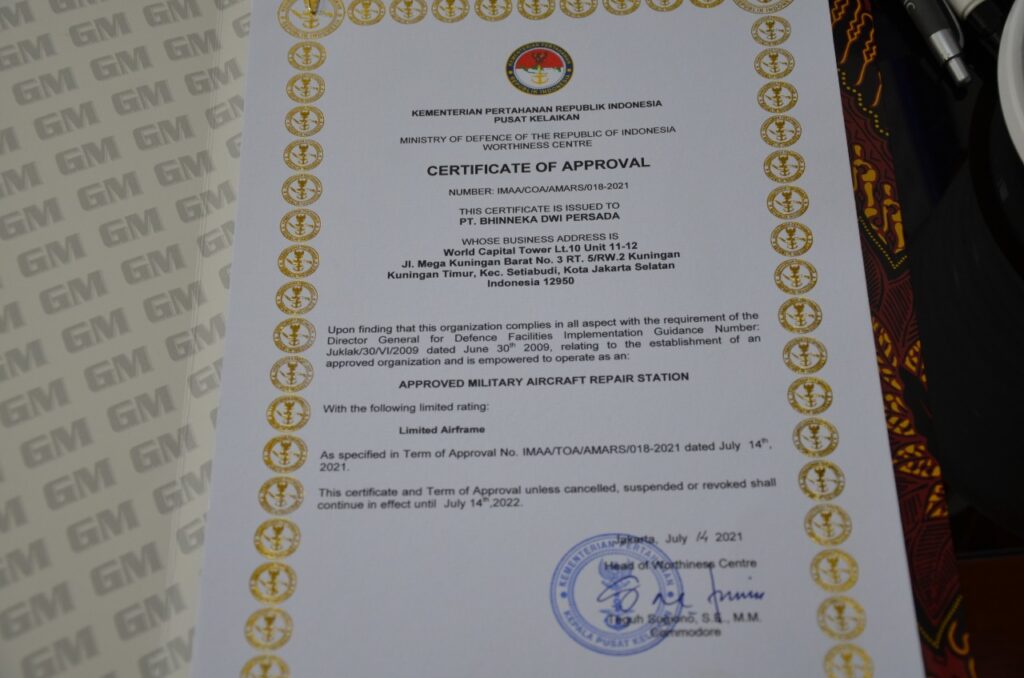 KEMENTERIAN PERTAHANAN REPUBLIK INDONESIA
PUSAT KELAIKAN
MINISTRY OF DEFENCE OF THE REPUBLIC OF INDONESIA
WORTHINESS CENTRE
CERTIFICATE OF APPROVAL
NUMBER: IMAA/COA/AMARS/018-2021
THIS CERTIFICATE IS ISSUED TO
PT. BHINNEKA DWI PERSADA
WHOSE BUSINESS ADDRESS IS
World Capital Tower Lt.10 Unit 11-12
Jl. Mega Kuningan Barat No. 3 RT. 5/RW.2 Kuningan
Kuningan Timur, Kec. Setiabudi, Kota Jakarta Selatan
Indonesia 12950
Upon finding that this organization complies in all aspect with the requirement of the
Director General for Defence Facilities Implementation Guidance Number:
Juklak/30/VI/2009 dated June 30th 2009, relating to the establishment of an
approved organization and is empowered to operate as an:
APPROVED MILITARY AIRCRAFT REPAIR STATION
With the following limited rating:
Limited Airframe
As specified in Term of Approval No. IMAA/TOA/AMARS/018-2021 dated July 14th,
2021.
This certificate and Term of Approval unless cancelled, suspended or revoked shall
continue in effect until July 14th,2022.
Jakarta, July 14 2021
Head of Worthiness Centre
Teguh Sugiono, S.E., M.M.
Commodore
KEMENTERIAN PERTAHANAN
KEPALA PUSAT KELAIKAN
GM